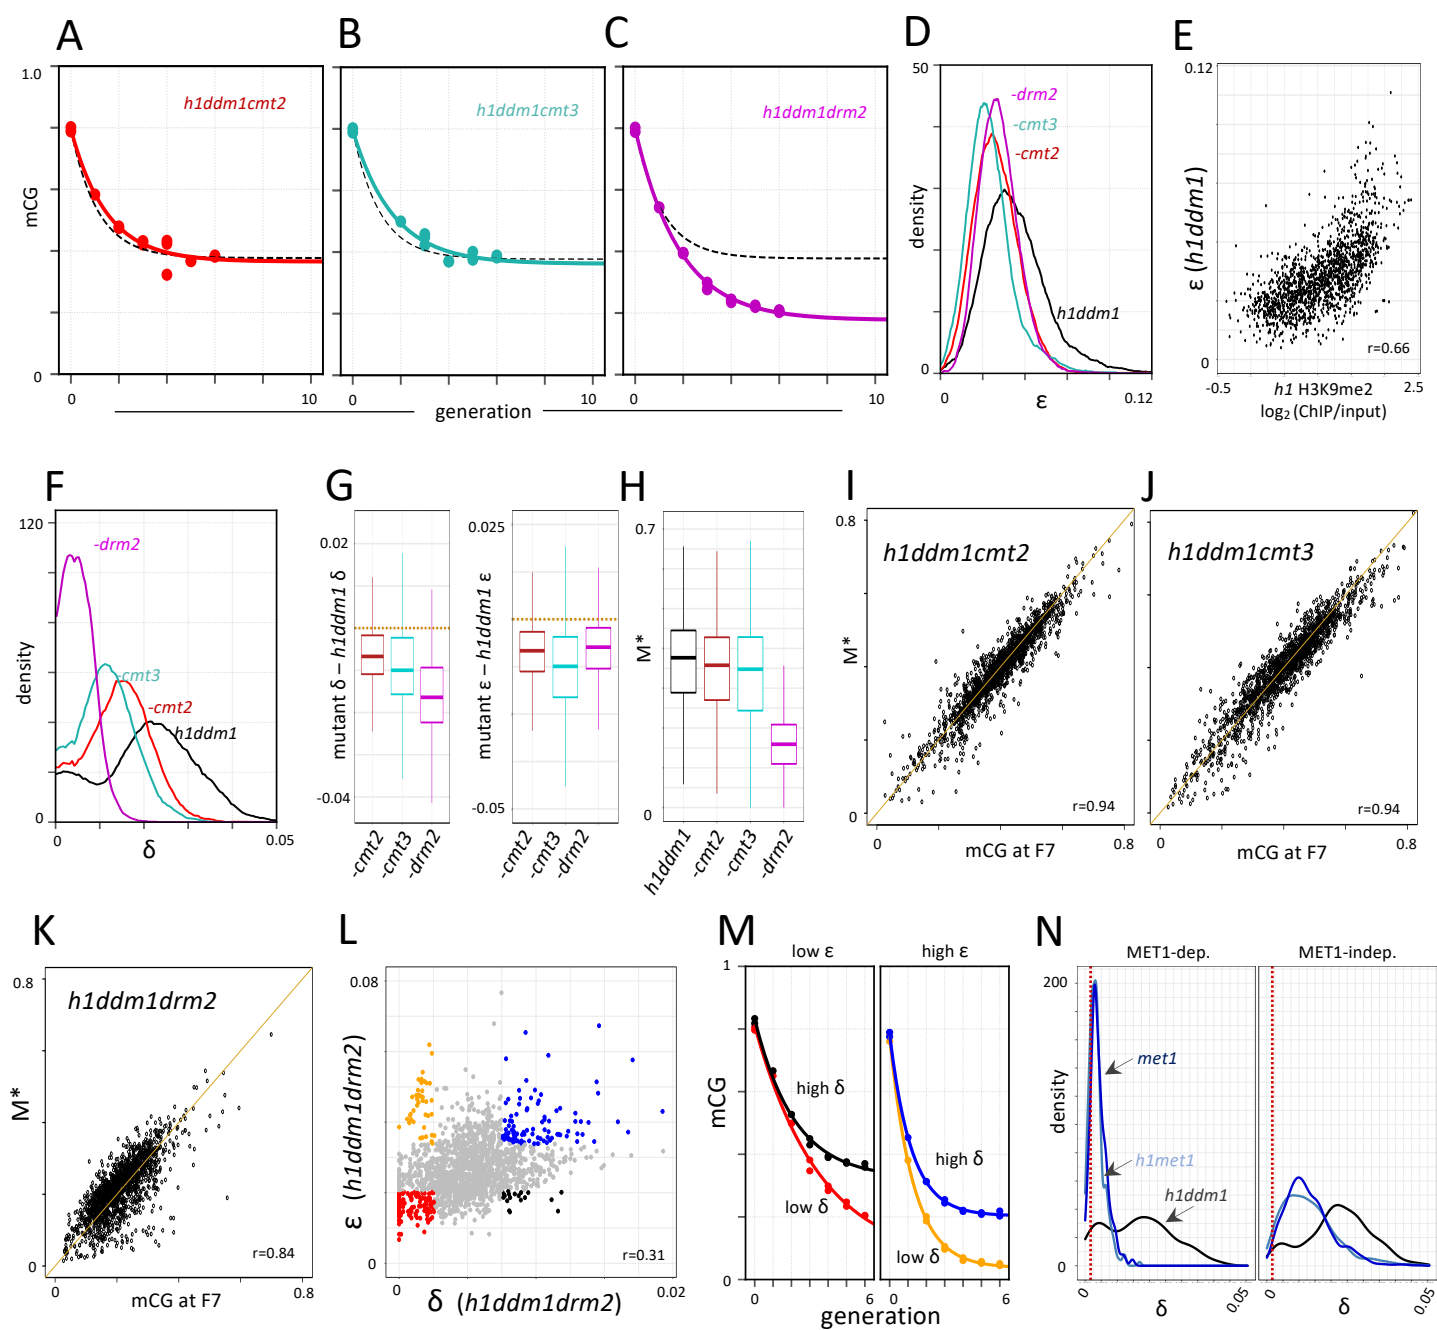 A
B
C
D
E
1.0
mCG
0
h1ddm1cmt2
h1ddm1cmt3
h1ddm1drm2
0
10
0
10
0
10
generation
50
density
0
-drm2
-cmt3
-cmt2
h1ddm1
0
ε
0.12
0.12
ε (h1ddm1)
0
r=0.66
-0.5
h1 H3K9me2
2.5
log2 (ChIP/input)
F
G
H
I
J
120
density
0
-drm2
-cmt3
-cmt2
h1ddm1
0
δ
0.05
0.02
mutant δ – h1ddm1 δ
-0.04
-cmt2
-cmt3
-drm2
0.025
mutant ε – h1ddm1 ε
-0.05
-cmt2
-cmt3
-drm2
0.7
M*
0
h1ddm1
-cmt2
-cmt3
-drm2
0.8
M*
0
h1ddm1cmt2
r=0.94
0
0.8
mCG at F7
h1ddm1cmt3
r=0.94
0
0.8
mCG at F7
K
L
M
N
0.8
M*
0
h1ddm1drm2
r=0.84
0
0.8
mCG at F7
0.08
ε (h1ddm1drm2)
0
r=0.31
0
0.02
δ (h1ddm1drm2)
low ε
high ε
1
mCG
0
high δ
low δ
high δ
low δ
0
6
0
6
generation
MET1-dep.
MET1-indep.
200
density
0
met1
h1met1
h1ddm1
0
δ
0.05
0
δ
0.05